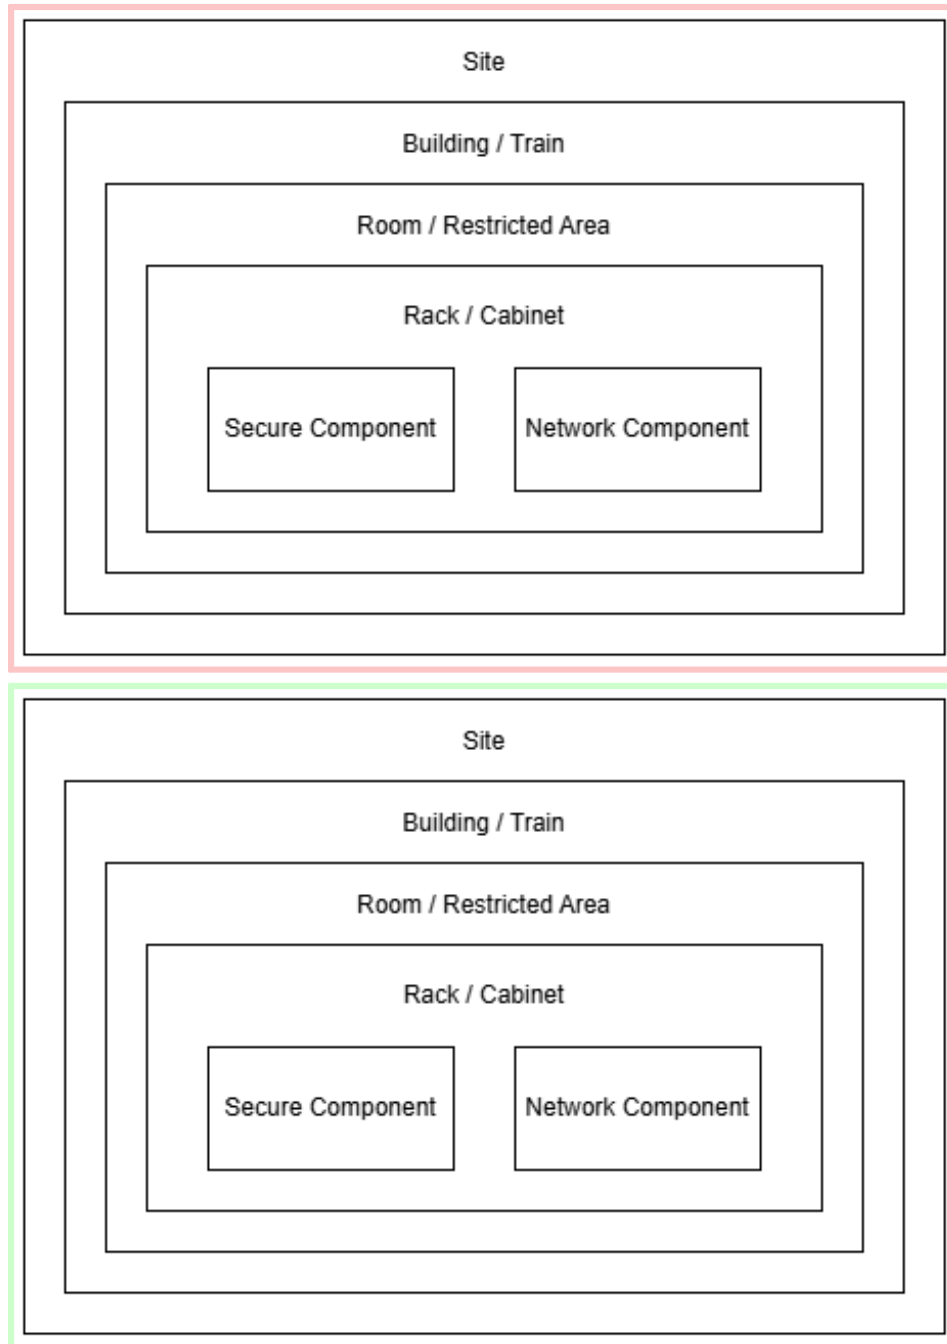 Site
Building / Train
Room / Restricted Area
Rack / Cabinet
Secure Component
Network Component
Site
Building / Train
Room / Restricted Area
Rack / Cabinet
Secure Component
Network Component